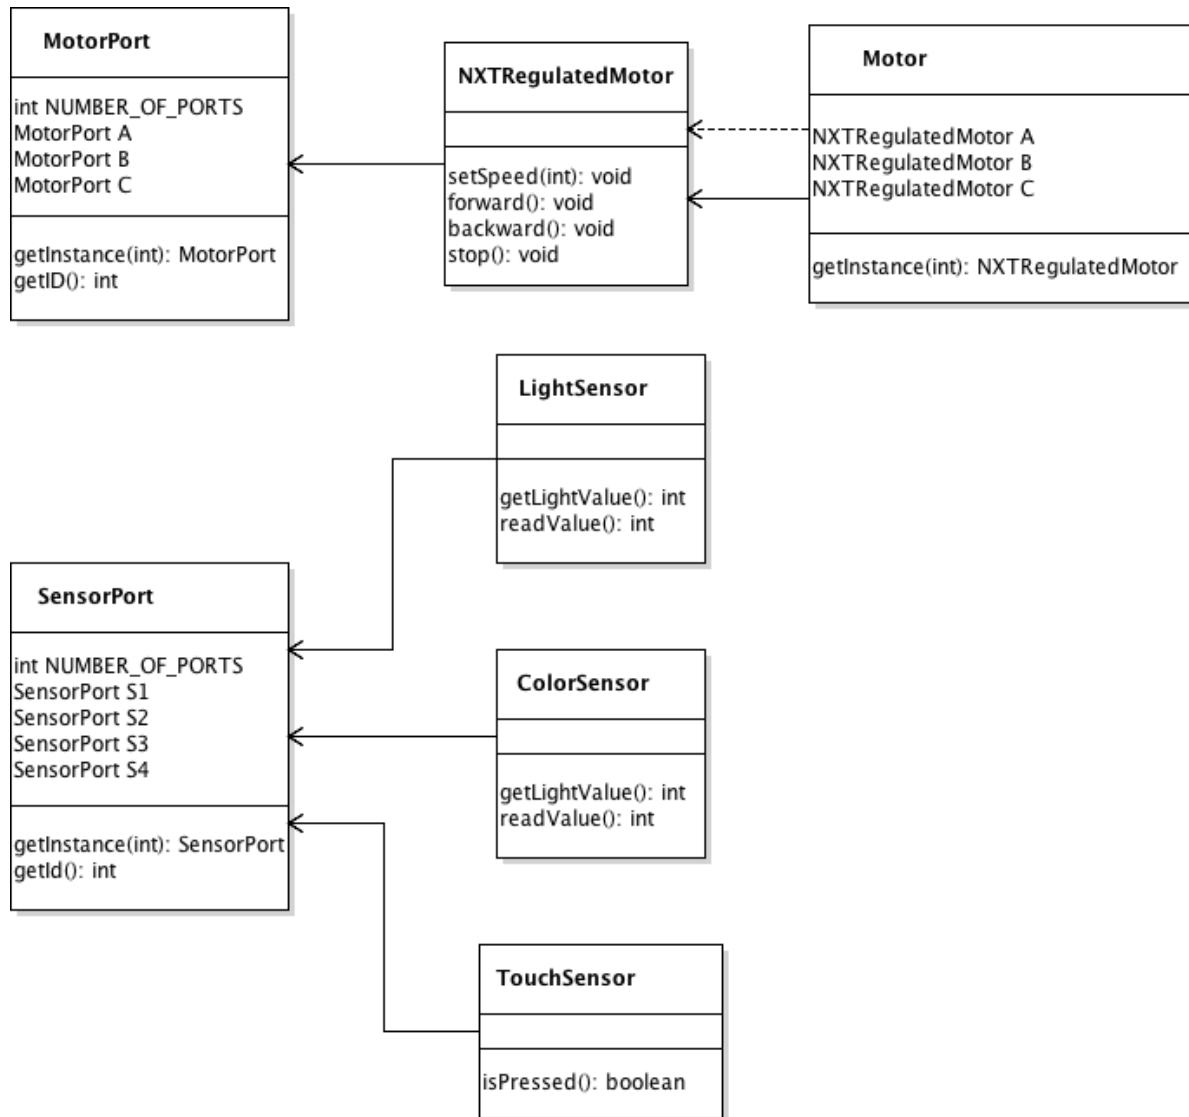 MotorPort
int NUMBER_OF_PORTS
MotorPort A
MotorPort B
MotorPort C
getInstance(int): MotorPort
getID(): int
NXTRegulatedMotor
setSpeed(int): void
forward(): void
backward(): void
stop(): void
Motor
NXTRegulatedMotor A
NXTRegulatedMotor B
NXTRegulatedMotor C
getInstance(int): NXTRegulatedMotor
LightSensor
getLightValue(): int
readValue(): int
SensorPort
int NUMBER_OF_PORTS
SensorPort S1
SensorPort S2
SensorPort S3
SensorPort S4
getInstance(int): SensorPort
getId(): int
ColorSensor
getLightValue(): int
readValue(): int
TouchSensor
isPressed(): boolean